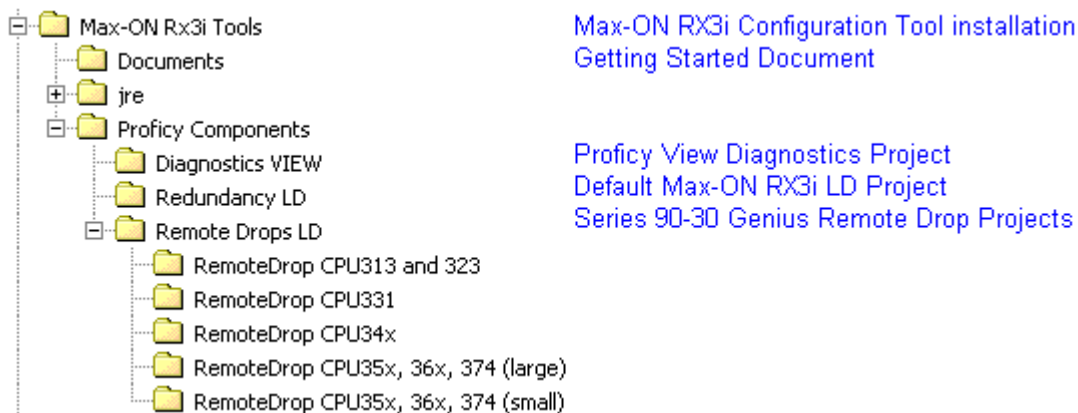 Max-ON Rx3i Tools Max-ON RX3i Configuration Tool installation
Documents Getting Started Document
jre
Proficy Components
Diagnostics VIEW Proficy View Diagnostics Project
Redundancy LD Default Max-ON RX3i LD Project
Remote Drops LD Series 90-30 Genius Remote Drop Projects
RemoteDrop CPU313 and 323
RemoteDrop CPU331
RemoteDrop CPU34x
RemoteDrop CPU35x, 36x, 374 (large)
RemoteDrop CPU35x, 36x, 374 (small)